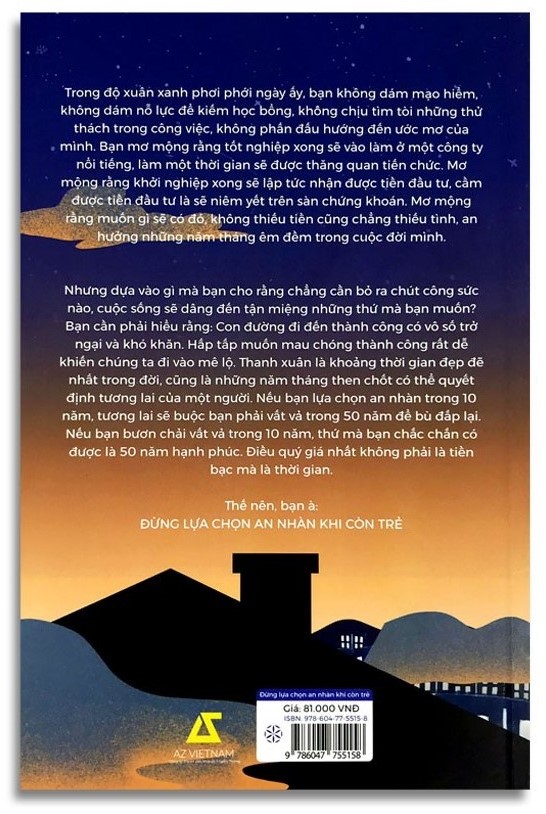 Trong độ xuân xanh phơi phới ngày ấy, bạn không dám mạo hiểm,
không dám nỗ lực để kiếm học bổng, không chịu tìm tòi những thử
thách trong công việc, không phấn đấu hướng đến ước mơ của
mình. Bạn mơ mộng rằng tốt nghiệp xong sẽ vào làm ở một công ty
nổi tiếng, làm một thời gian sẽ được thăng quan tiến chức. Mơ
mộng rằng khởi nghiệp xong sẽ lập tức nhận được tiền đầu tư, cầm
được tiền đầu tư là sẽ niêm yết trên sàn chứng khoán. Mơ mộng
rằng muốn gì sẽ có đó, không thiếu tiền cũng chẳng thiếu tình, an
hưởng những năm tháng êm đềm trong cuộc đời mình.
Nhưng dựa vào gì mà bạn cho rằng chẳng cần bỏ ra chút công sức
nào, cuộc sống sẽ dâng đến tận miệng những thứ mà bạn muốn?
Bạn cần phải hiểu rằng: Con đường đi đến thành công có vô số trở
ngại và khó khăn. Hấp tấp muốn mau chóng thành công rất dễ
khiến chúng ta đi vào mê lộ. Thanh xuân là khoảng thời gian đẹp đẽ
nhất trong đời, cũng là những năm tháng then chốt có thể quyết
định tương lai của một người. Nếu bạn lựa chọn an nhàn trong 10
năm, tương lai sẽ buộc bạn phải vất vả trong 50 năm để bù đắp lại.
Nếu bạn bươn chải vất vả trong 10 năm, thứ mà bạn chắc chắn có
được là 50 năm hạnh phúc. Điều quý giá nhất không phải là tiền
bạc mà là thời gian.
Thế nên, bạn à:
ĐỪNG LỰA CHỌN AN NHÀN KHI CÒN TRẺ
Đừng lựa chọn an nhàn khi còn trẻ
Giá: 81.000 VNĐ
ISBN: 978-604-77-5515-8
9 786047 755158
AZ VIETNAM